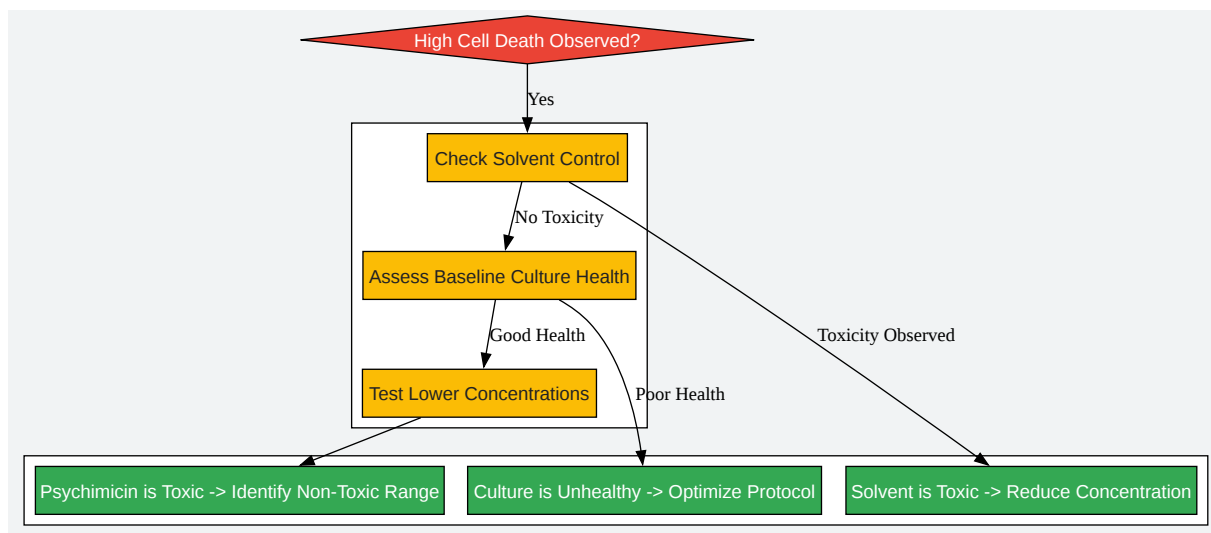 High Cell Death Observed?
Yes
Check Solvent Control
No Toxicity
Assess Baseline Culture Health
Good Health
Toxicity Observed
Test Lower Concentrations
Poor Health
Psychimicin is Toxic -> Identify Non-Toxic Range
Culture is Unhealthy -> Optimize Protocol
Solvent is Toxic -> Reduce Concentration